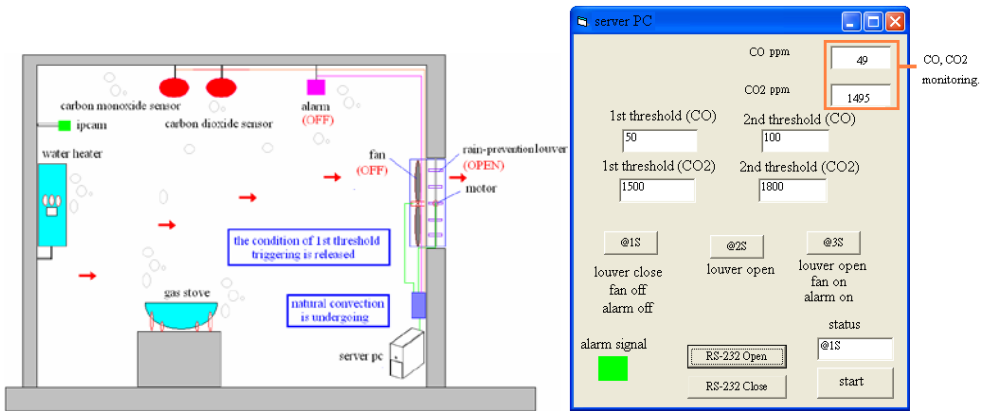 carbon monoxide sensor
carbon dioxide sensor
alarm
(OFF)
ipcam
water heater
fan
(OFF)
rain-prevention louver
(OPEN)
motor
the condition of 1st threshold
triggering is released
natural convection
is undergoing
gas stove
server pc
server PC
CO ppm
49
CO2 ppm
1495
CO, CO2
monitoring.
1st threshold (CO)
2nd threshold (CO)
50
100
1st threshold (CO2)
2nd threshold (CO2)
1500
1800
@1S
@2S
@3S
louver close
fan off
alarm off
louver open
louver open
fan on
alarm on
status
@1S
alarm signal
RS-232 Open
RS-232 Close
start